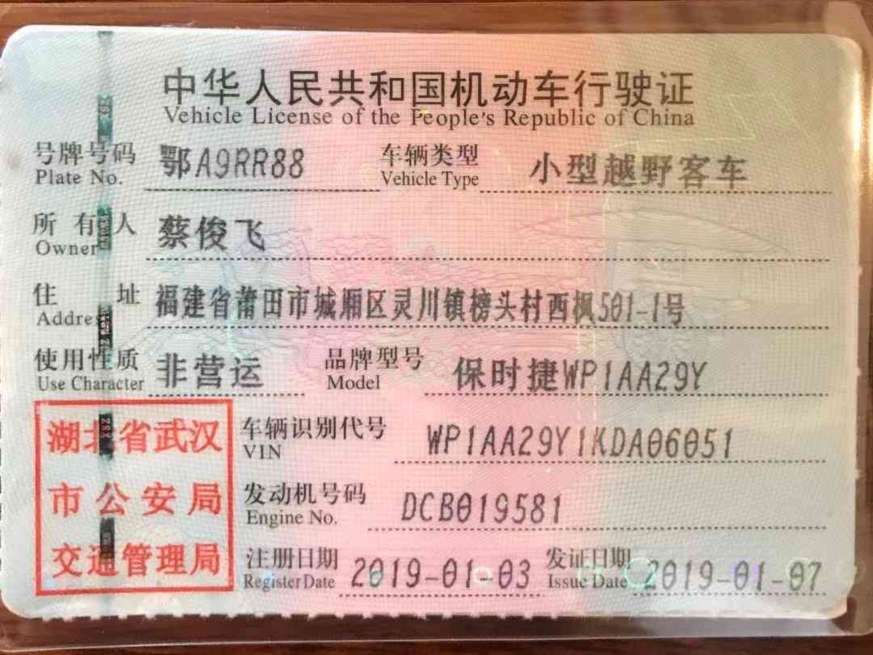 中华人民共和国机动车行驶证
Vehicle License of the People's Republic of China
号牌号码 鄂A9RR88 车辆类型 小型越野客车
Plate No. Vehicle Type
所有人 蔡俊飞
Owner
住址 福建省莆田市城厢区灵川镇榜头村西枫501-1号
Address
使用性质 非营运 品牌型号 保时捷WP1AA29Y
Use Character Model
湖北省武汉 车辆识别代号 WP1AA29Y1KDA06051
VIN
市公安局 发动机号码 DCB019581
Engine No.
交通管理局 注册日期 2019-01-03 发证日期 2019-01-07
Register Date Issue Date